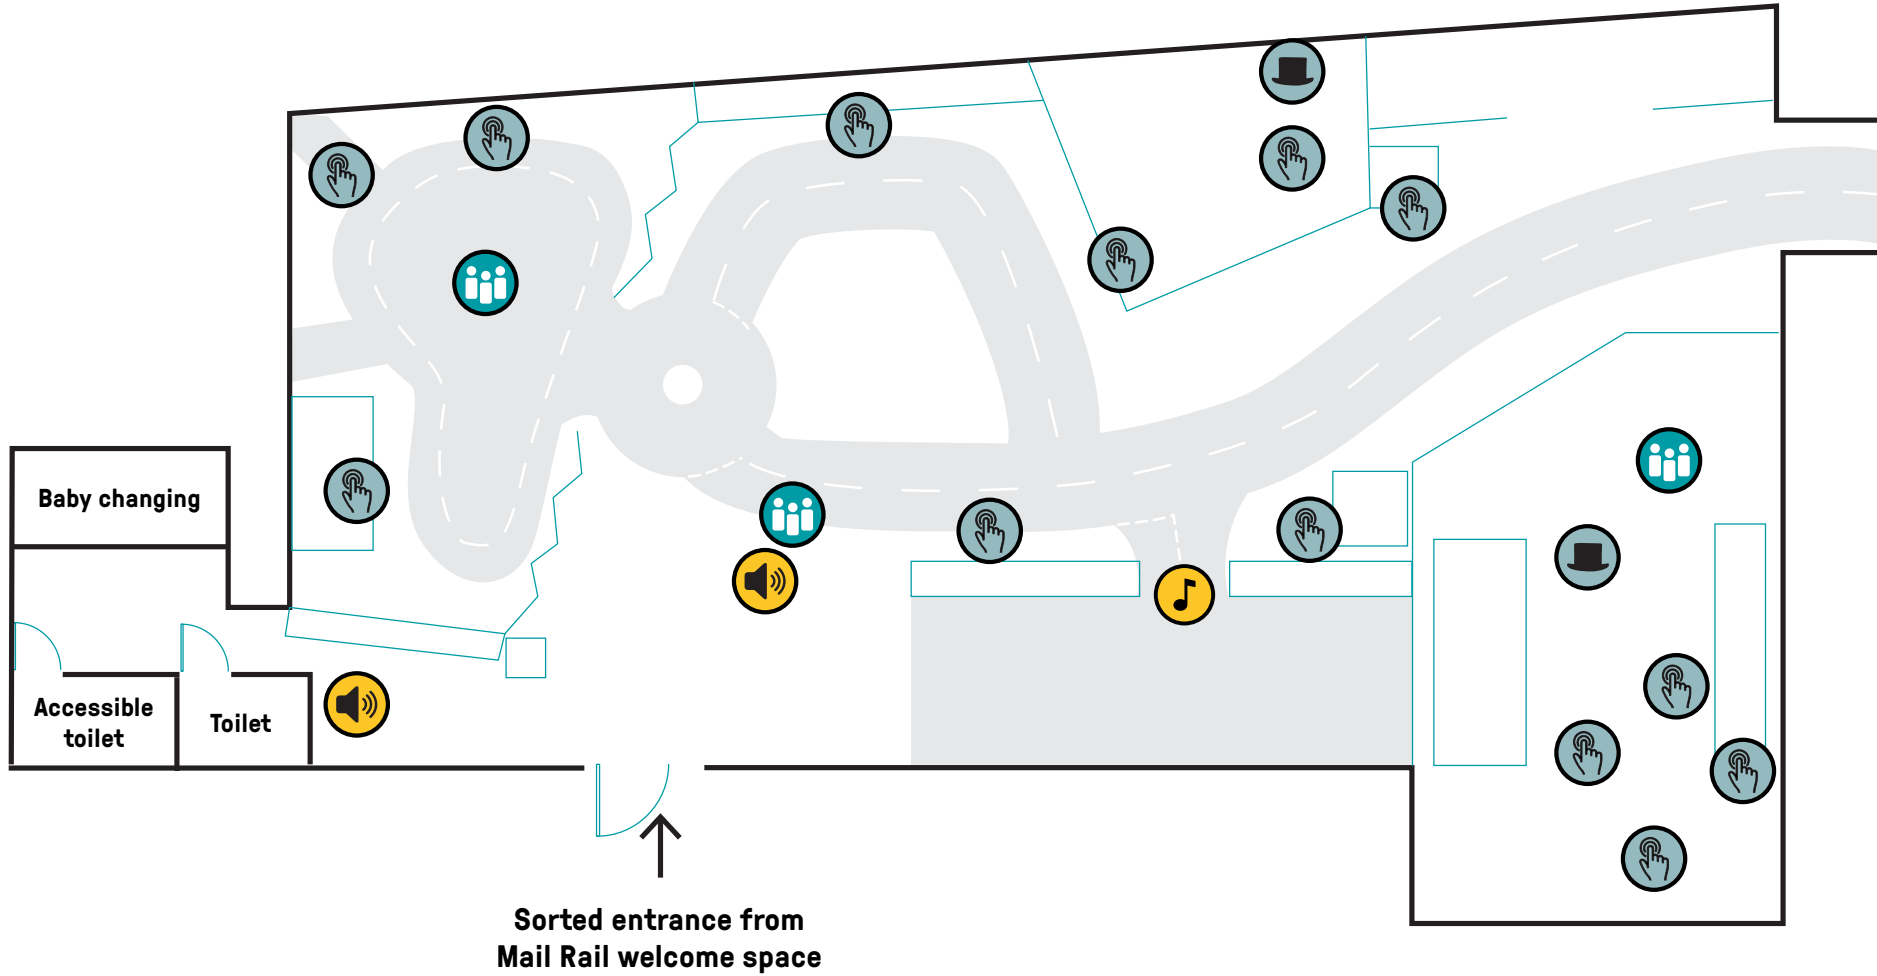 Baby changing
Accessible
toilet
Toilet
Sorted entrance from
Mail Rail welcome space